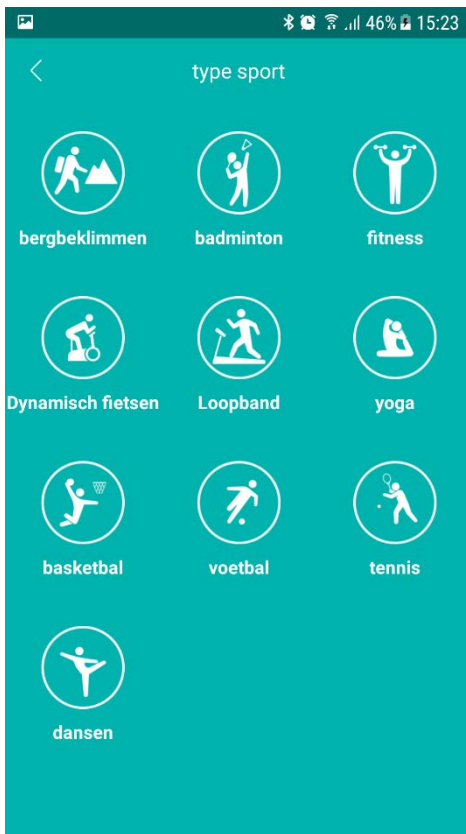 46% 15:23
type sport
bergbeklimmen badminton fitness
Dynamisch fietsen Loopband yoga
basketbal voetbal tennis
dansen